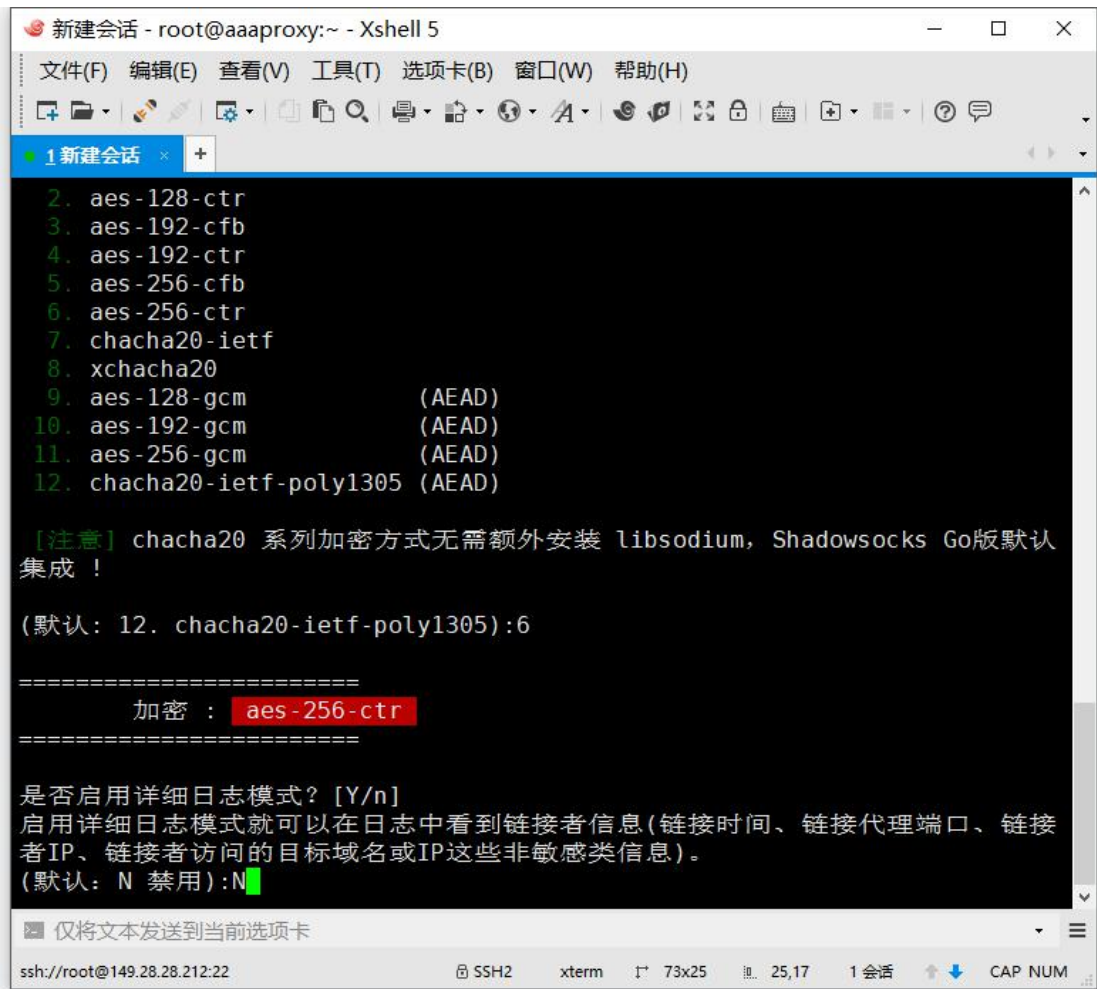 新建会话 - root@aaaproxy:~ - Xshell 5
文件(F) 编辑(E) 查看(V) 工具(T) 选项卡(B) 窗口(W) 帮助(H)
1 新建会话
2. aes-128-ctr
3. aes-192-cfb
4. aes-192-ctr
5. aes-256-cfb
6. aes-256-ctr
7. chacha20-ietf
8. xchacha20
9. aes-128-gcm (AEAD)
10. aes-192-gcm (AEAD)
11. aes-256-gcm (AEAD)
12. chacha20-ietf-poly1305 (AEAD)
[注意] chacha20 系列加密方式无需额外安装 libsodium，Shadowsocks Go版默认
集成 !
(默认: 12. chacha20-ietf-poly1305):6
========================
加密 : aes-256-ctr
========================
是否启用详细日志模式？[Y/n]
启用详细日志模式就可以在日志中看到链接者信息(链接时间、链接代理端口、链接
者IP、链接者访问的目标域名或IP这些非敏感类信息)。
(默认：N 禁用):N
仅将文本发送到当前选项卡
ssh://root@149.28.28.212:22 SSH2 xterm 73x25 25,17 1 会话 CAP NUM